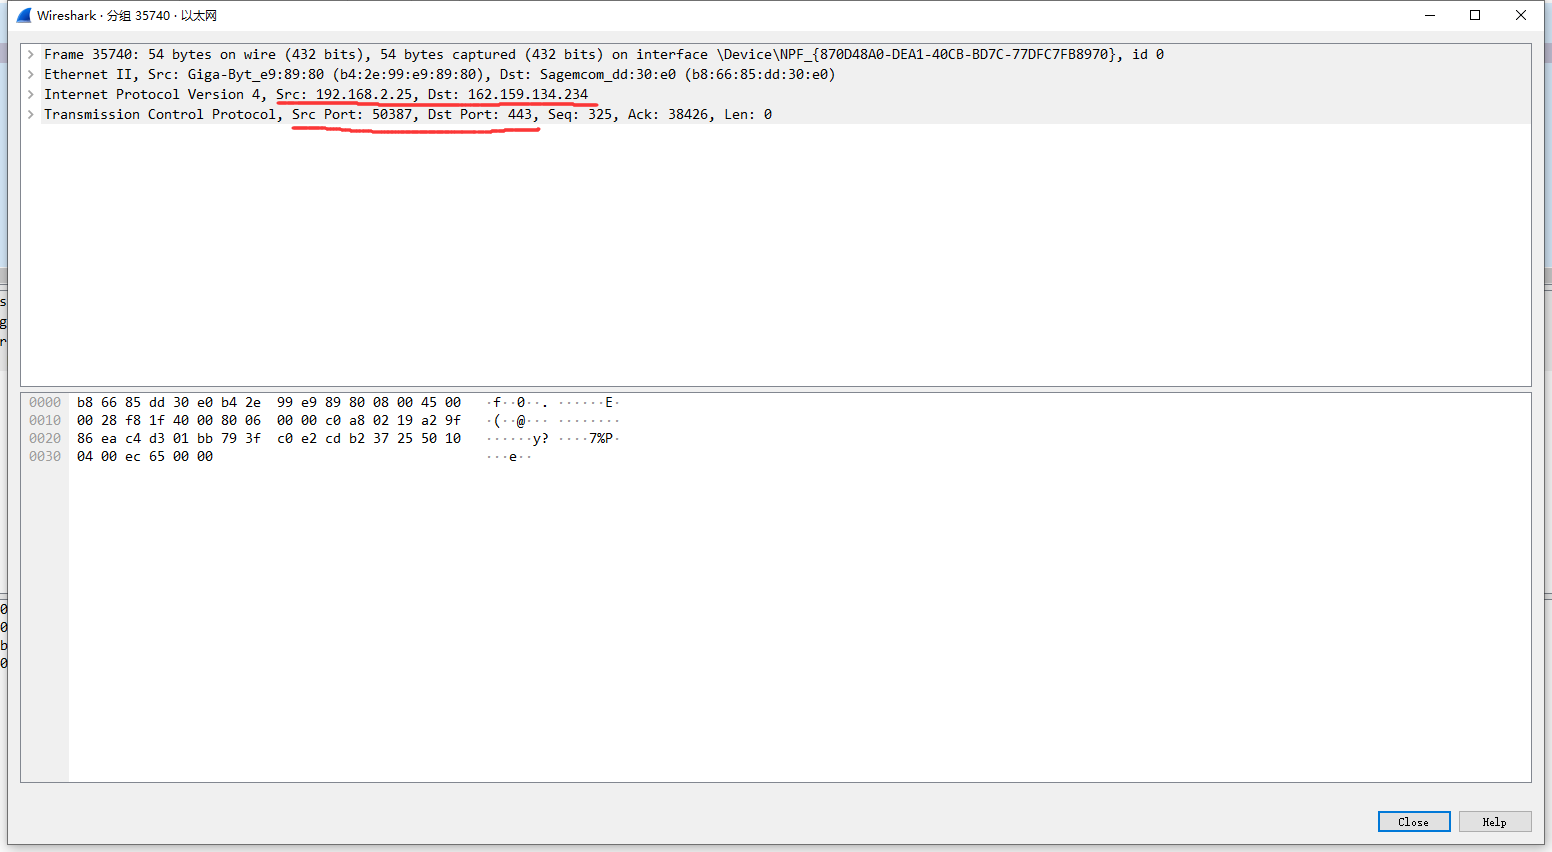 Wireshark · 分组 35740 · 以太网
Frame 35740: 54 bytes on wire (432 bits), 54 bytes captured (432 bits) on interface \Device\NPF_{870D48A0-DEA1-40CB-BD7C-77DFC7FB8970}, id 0
Ethernet II, Src: Giga-Byt_e9:89:80 (b4:2e:99:e9:89:80), Dst: Sagemcom_dd:30:e0 (b8:66:85:dd:30:e0)
Internet Protocol Version 4, Src: 192.168.2.25, Dst: 162.159.134.234
Transmission Control Protocol, Src Port: 50387, Dst Port: 443, Seq: 325, Ack: 38426, Len: 0
s
g
r
0000 b8 66 85 dd 30 e0 b4 2e 99 e9 89 80 08 00 45 00 ·f··0··. ······E·
0010 00 28 f8 1f 40 00 80 06 00 00 c0 a8 02 19 a2 9f ·(··@··· ········
0020 86 ea c4 d3 01 bb 79 3f c0 e2 cd b2 37 25 50 10 ······y? ····7%P·
0030 04 00 ec 65 00 00 ···e··
0
0
b
0
Close
Help